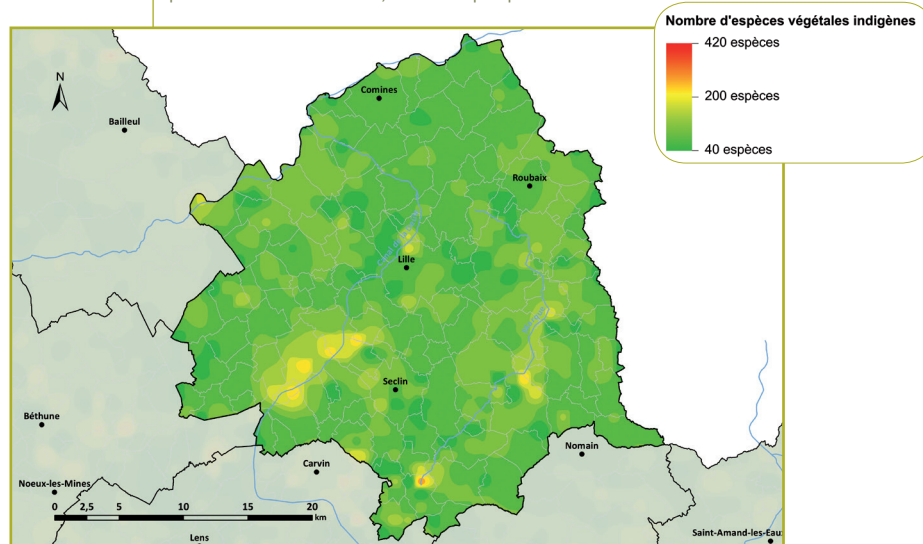 Nombre d'espèces végétales indigènes
420 espèces
200 espèces
40 espèces
N
Comines
Bailleul
Roubaix
Lille
Seclin
Béthune
Nomain
Carvin
Noeux-les-Mines
0 2,5 5 10 15 20
km
Saint-Amand-les-Eau
Lens